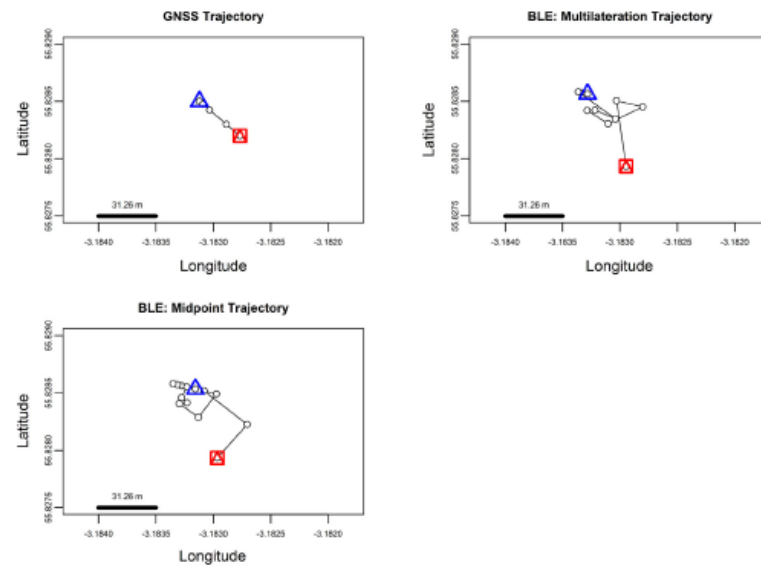 GNSS Trajectory
Latitude
55.8290
55.8285
55.8280
55.8275
31.26 m
-3.1840 -3.1835 -3.1830 -3.1825 -3.1820
Longitude
BLE: Multilateration Trajectory
Latitude
55.8290
55.8285
55.8280
55.8275
31.26 m
-3.1840 -3.1835 -3.1830 -3.1825 -3.1820
Longitude
BLE: Midpoint Trajectory
Latitude
55.8290
55.8285
55.8280
55.8275
31.26 m
-3.1840 -3.1835 -3.1830 -3.1825 -3.1820
Longitude